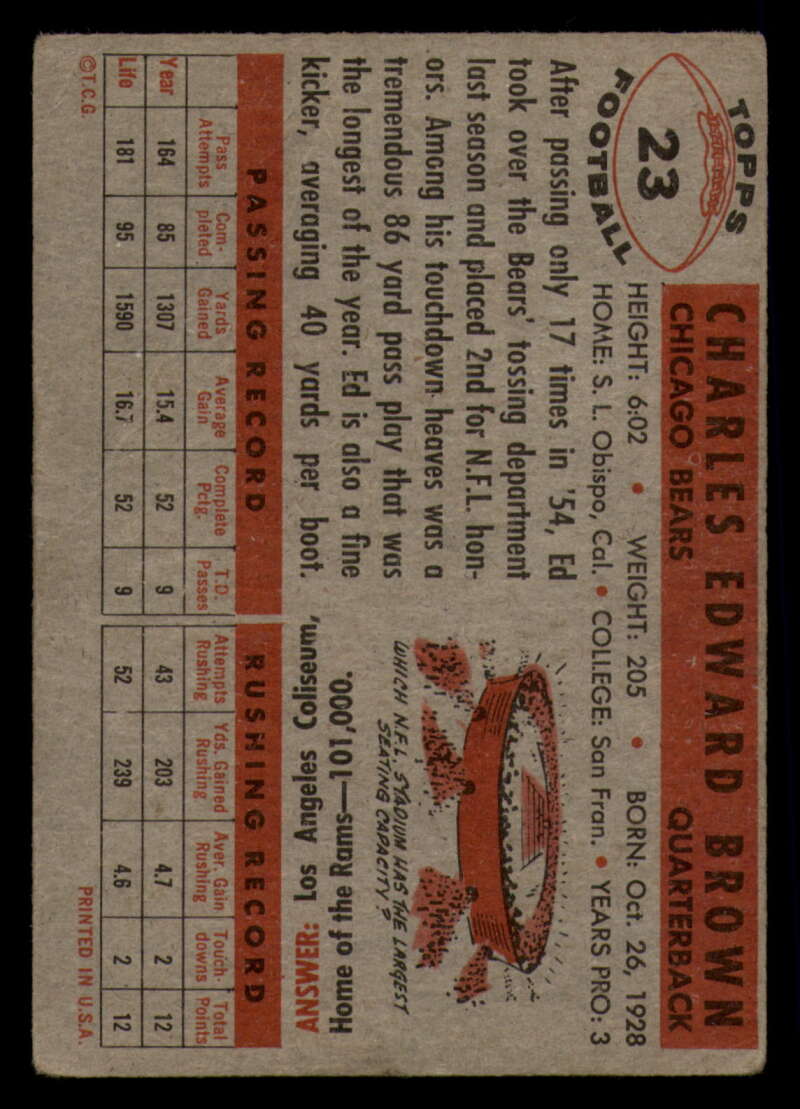 TOPPS
23
FOOTBALL
CHARLES EDWARD BROWN
CHICAGO BEARS QUARTERBACK
HEIGHT: 6:02 • WEIGHT: 205 • BORN: Oct. 26, 1928
HOME: S. L. Obispo, Cal. • COLLEGE: San Fran. • YEARS PRO: 3
After passing only 17 times in '54, Ed
took over the Bears' tossing department
last season and placed 2nd for N.F.L. hon-
ors. Among his touchdown heaves was a
tremendous 86 yard pass play that was
the longest of the year. Ed is also a fine
kicker, averaging 40 yards per boot.
WHICH N.F.L. STADIUM HAS THE LARGEST
SEATING CAPACITY?
ANSWER: Los Angeles Coliseum,
Home of the Rams—101,000.
PASSING RECORD RUSHING RECORD
Pass Com- Yards Average Complete T.D. Attempts Yds. Gained Aver. Gain Touch- Total
Attempts pleted Gained Gain Pctg. Passes Rushing Rushing Rushing downs Points
Year 164 85 1307 15.4 52 9 43 203 4.7 2 12
Life 181 95 1590 16.7 52 9 52 239 4.6 2 12
©T.C.G. PRINTED IN U.S.A.